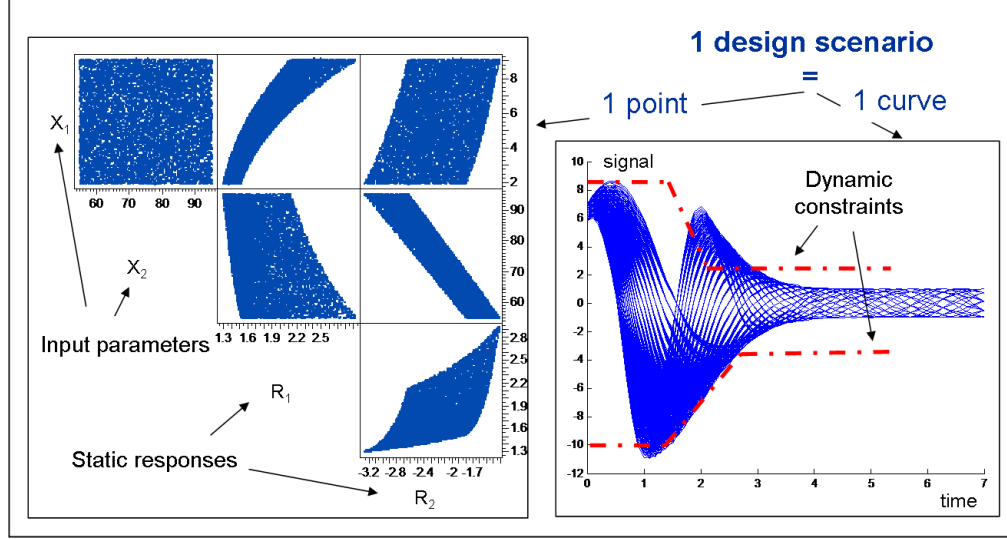 1 design scenario
=
1 point
1 curve
X1
8
6
4
2
60 70 80 90
X2
90
80
70
60
Input parameters
1.3 1.6 1.9 2.2 2.5
R1
2.8
2.5
2.2
1.9
1.6
1.3
Static responses
-3.2 -2.8 -2.4 -2 -1.7
R2
signal
Dynamic
constraints
10
8
6
4
2
0
-2
-4
-6
-8
-10
-12
0 1 2 3 4 5 6 7
time